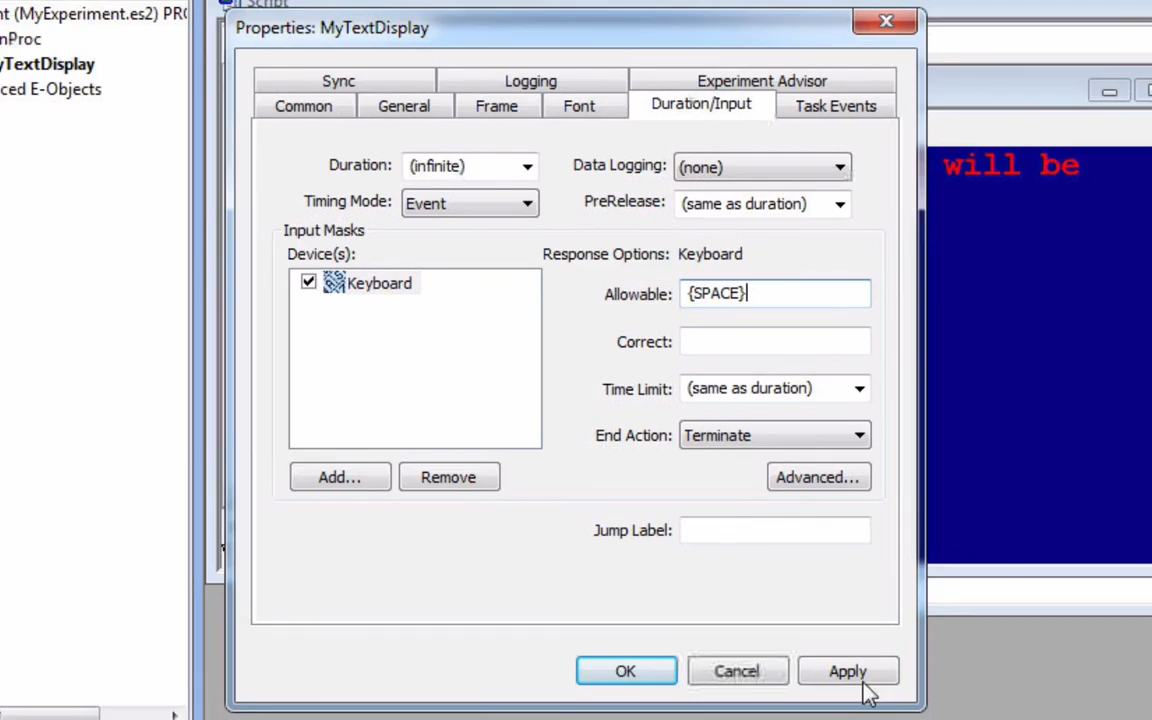 Script
nt (MyExperiment.es2) PRO
nProc
yTextDisplay
ced E-Objects
Properties: MyTextDisplay
Sync Logging Experiment Advisor
Common General Frame Font Duration/Input Task Events
Duration: (infinite) Data Logging: (none)
Timing Mode: Event PreRelease: (same as duration)
Input Masks
Device(s): Response Options: Keyboard
Keyboard
Allowable: {SPACE}
Correct:
Time Limit: (same as duration)
End Action: Terminate
Add... Remove Advanced...
Jump Label:
OK Cancel Apply
will be